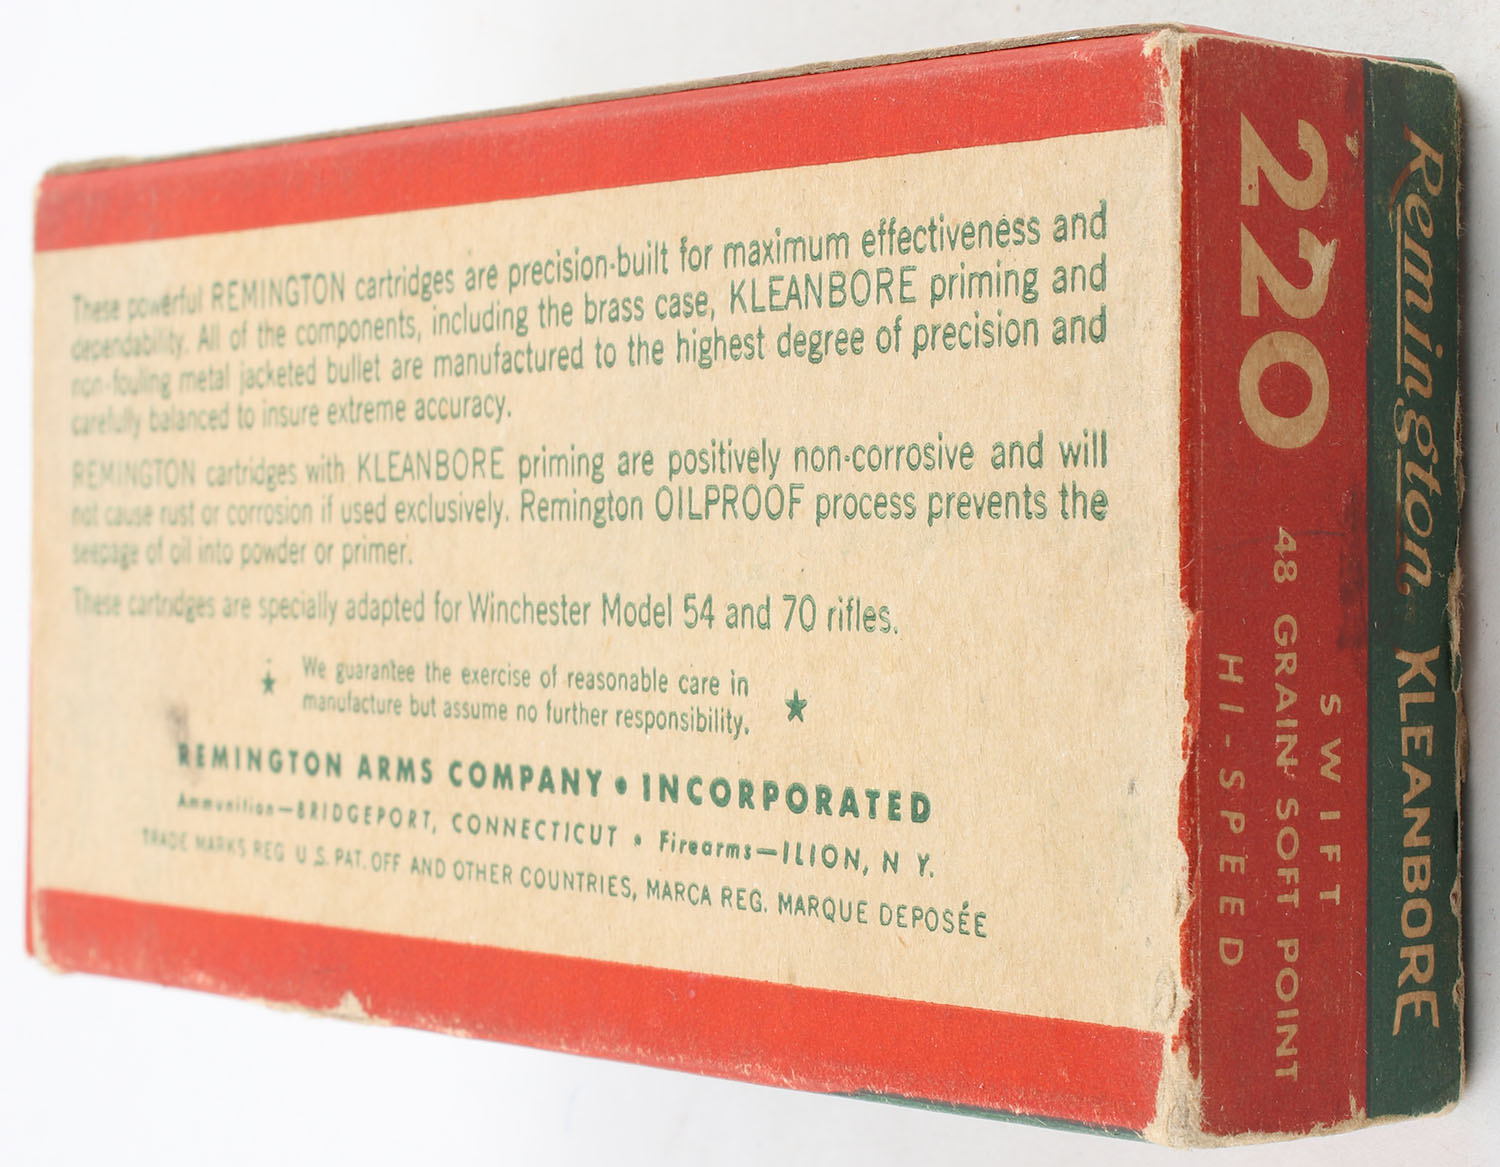 These powerful REMINGTON cartridges are precision-built for maximum effectiveness and
dependability. All of the components, including the brass case, KLEANBORE priming and
non-fouling metal jacketed bullet are manufactured to the highest degree of precision and
carefully balanced to insure extreme accuracy.
REMINGTON cartridges with KLEANBORE priming are positively non-corrosive and will
not cause rust or corrosion if used exclusively. Remington OILPROOF process prevents the
seepage of oil into powder or primer.
These cartridges are specially adapted for Winchester Model 54 and 70 rifles.
We guarantee the exercise of reasonable care in
manufacture but assume no further responsibility.
REMINGTON ARMS COMPANY • INCORPORATED
Ammunition—BRIDGEPORT, CONNECTICUT • Firearms—ILION, N Y.
TRADE MARKS REG U.S. PAT. OFF AND OTHER COUNTRIES, MARCA REG. MARQUE DEPOSÉE
Remington KLEANBORE
220
SWIFT
48 GRAIN SOFT POINT
HI-SPEED